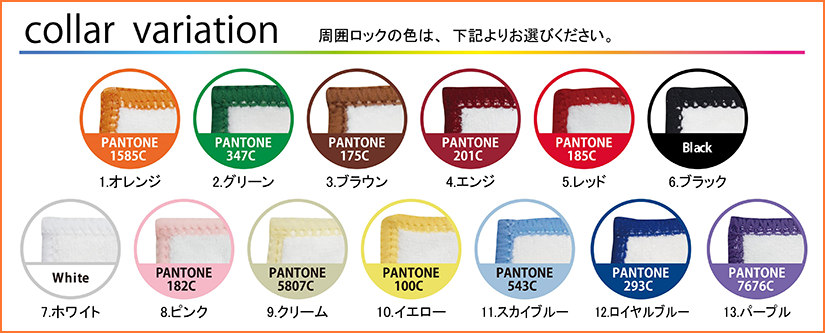 collar variation
周囲ロックの色は、下記よりお選びください。
PANTONE
1585C
PANTONE
347C
PANTONE
175C
PANTONE
201C
PANTONE
185C
Black
1.オレンジ
2.グリーン
3.ブラウン
4.エンジ
5.レッド
6.ブラック
White
PANTONE
182C
PANTONE
5807C
PANTONE
100C
PANTONE
543C
PANTONE
293C
PANTONE
7676C
7.ホワイト
8.ピンク
9.クリーム
10.イエロー
11.スカイブルー
12.ロイヤルブルー
13.パープル